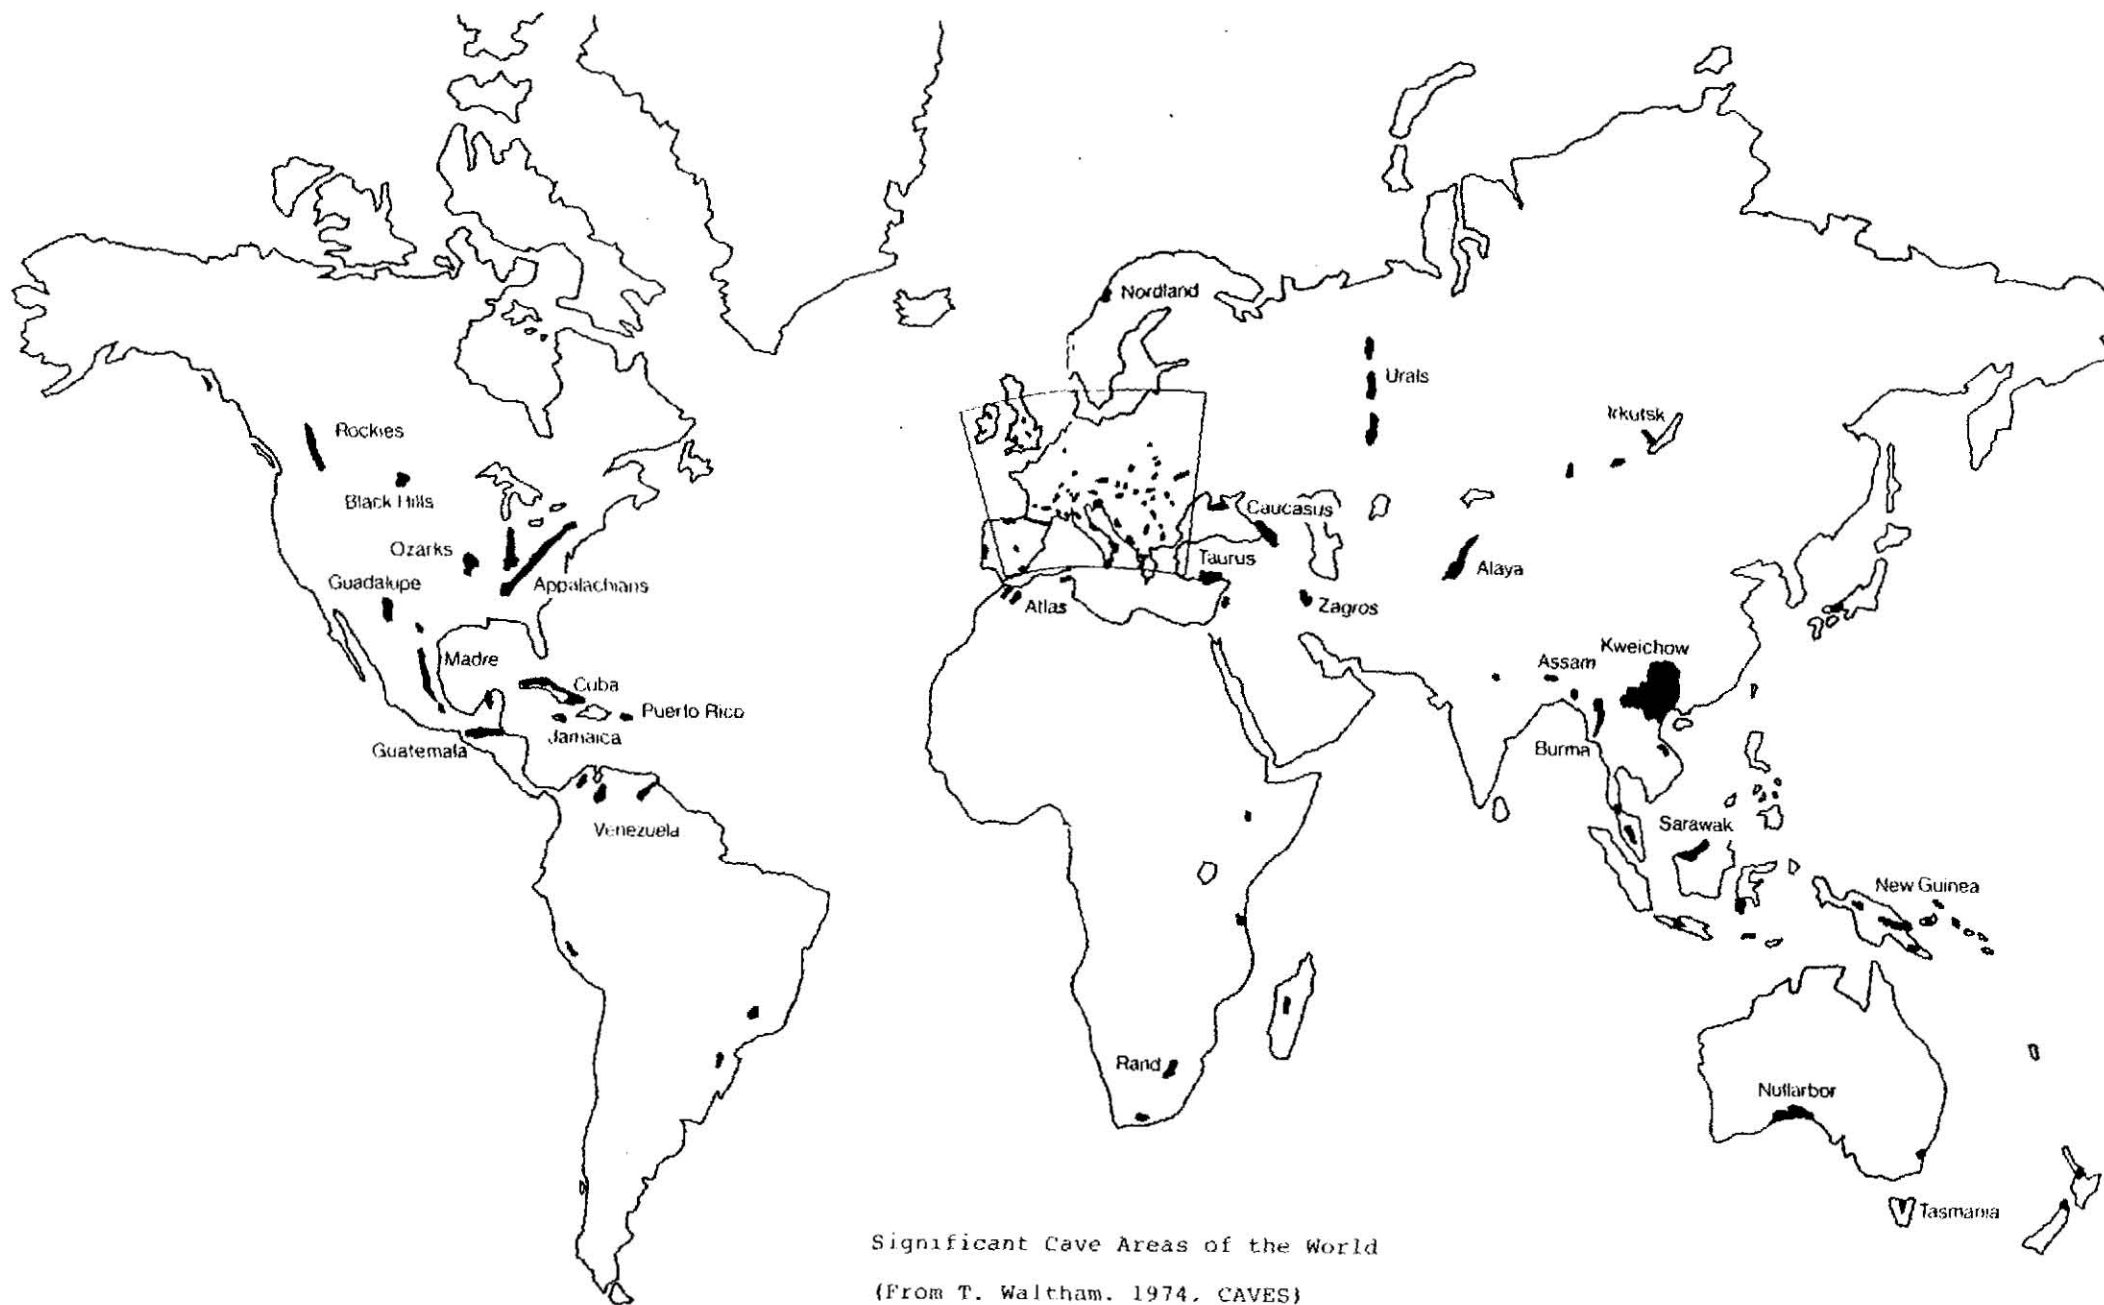 Nordland
Urals
Irkutsk
Rockies
Black Hills
Caucasus
Ozarks
Taurus
Alaya
Guadalupe
Appalachians
Atlas
Zagros
Kweichow
Madre
Assam
Cuba
Puerto Rico
Jamaica
Guatemala
Burma
Venezuela
Sarawak
New Guinea
Rand
Nullarbor
Tasmania
Significant Cave Areas of the World
(From T. Waltham. 1974, CAVES)